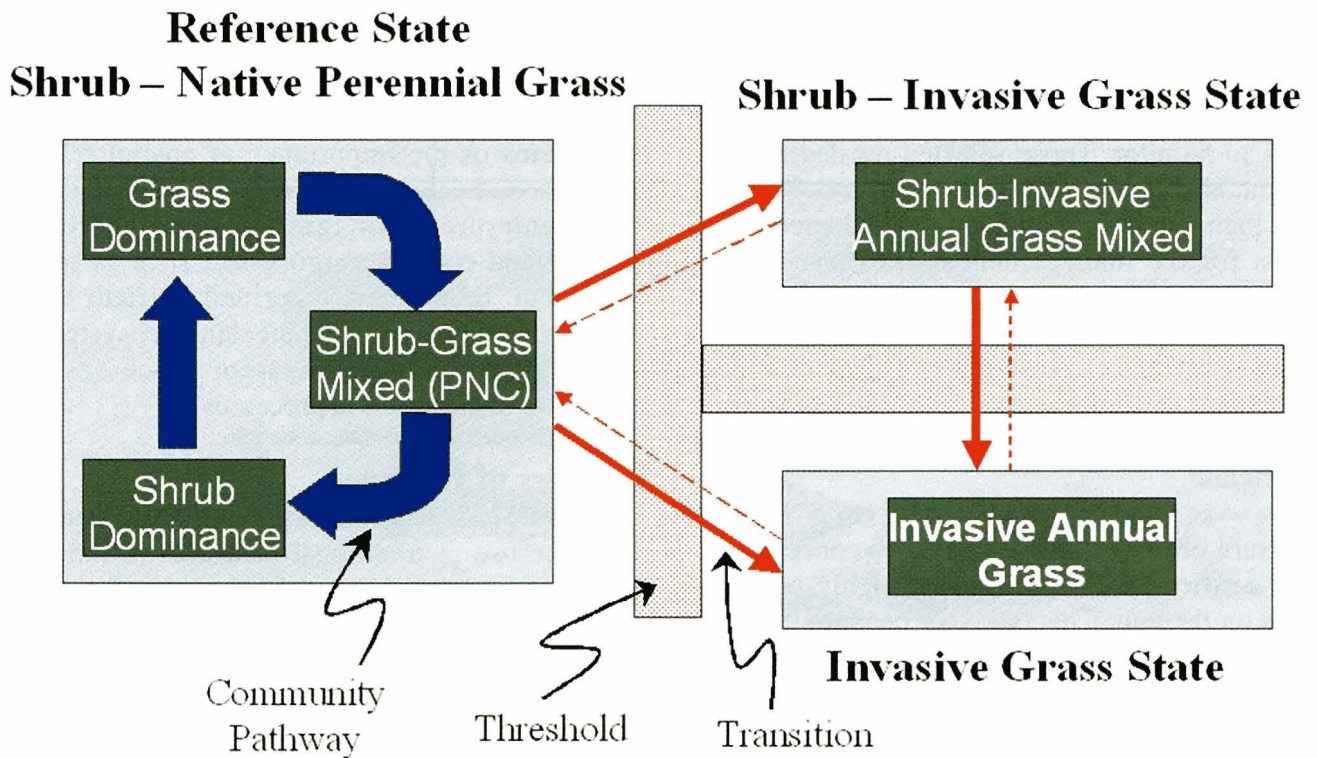 Reference State
Shrub – Native Perennial Grass
Grass
Dominance
Shrub-Grass
Mixed (PNC)
Shrub
Dominance
Shrub – Invasive Grass State
Shrub-Invasive
Annual Grass Mixed
Invasive Annual
Grass
Invasive Grass State
Community
Pathway
Threshold
Transition